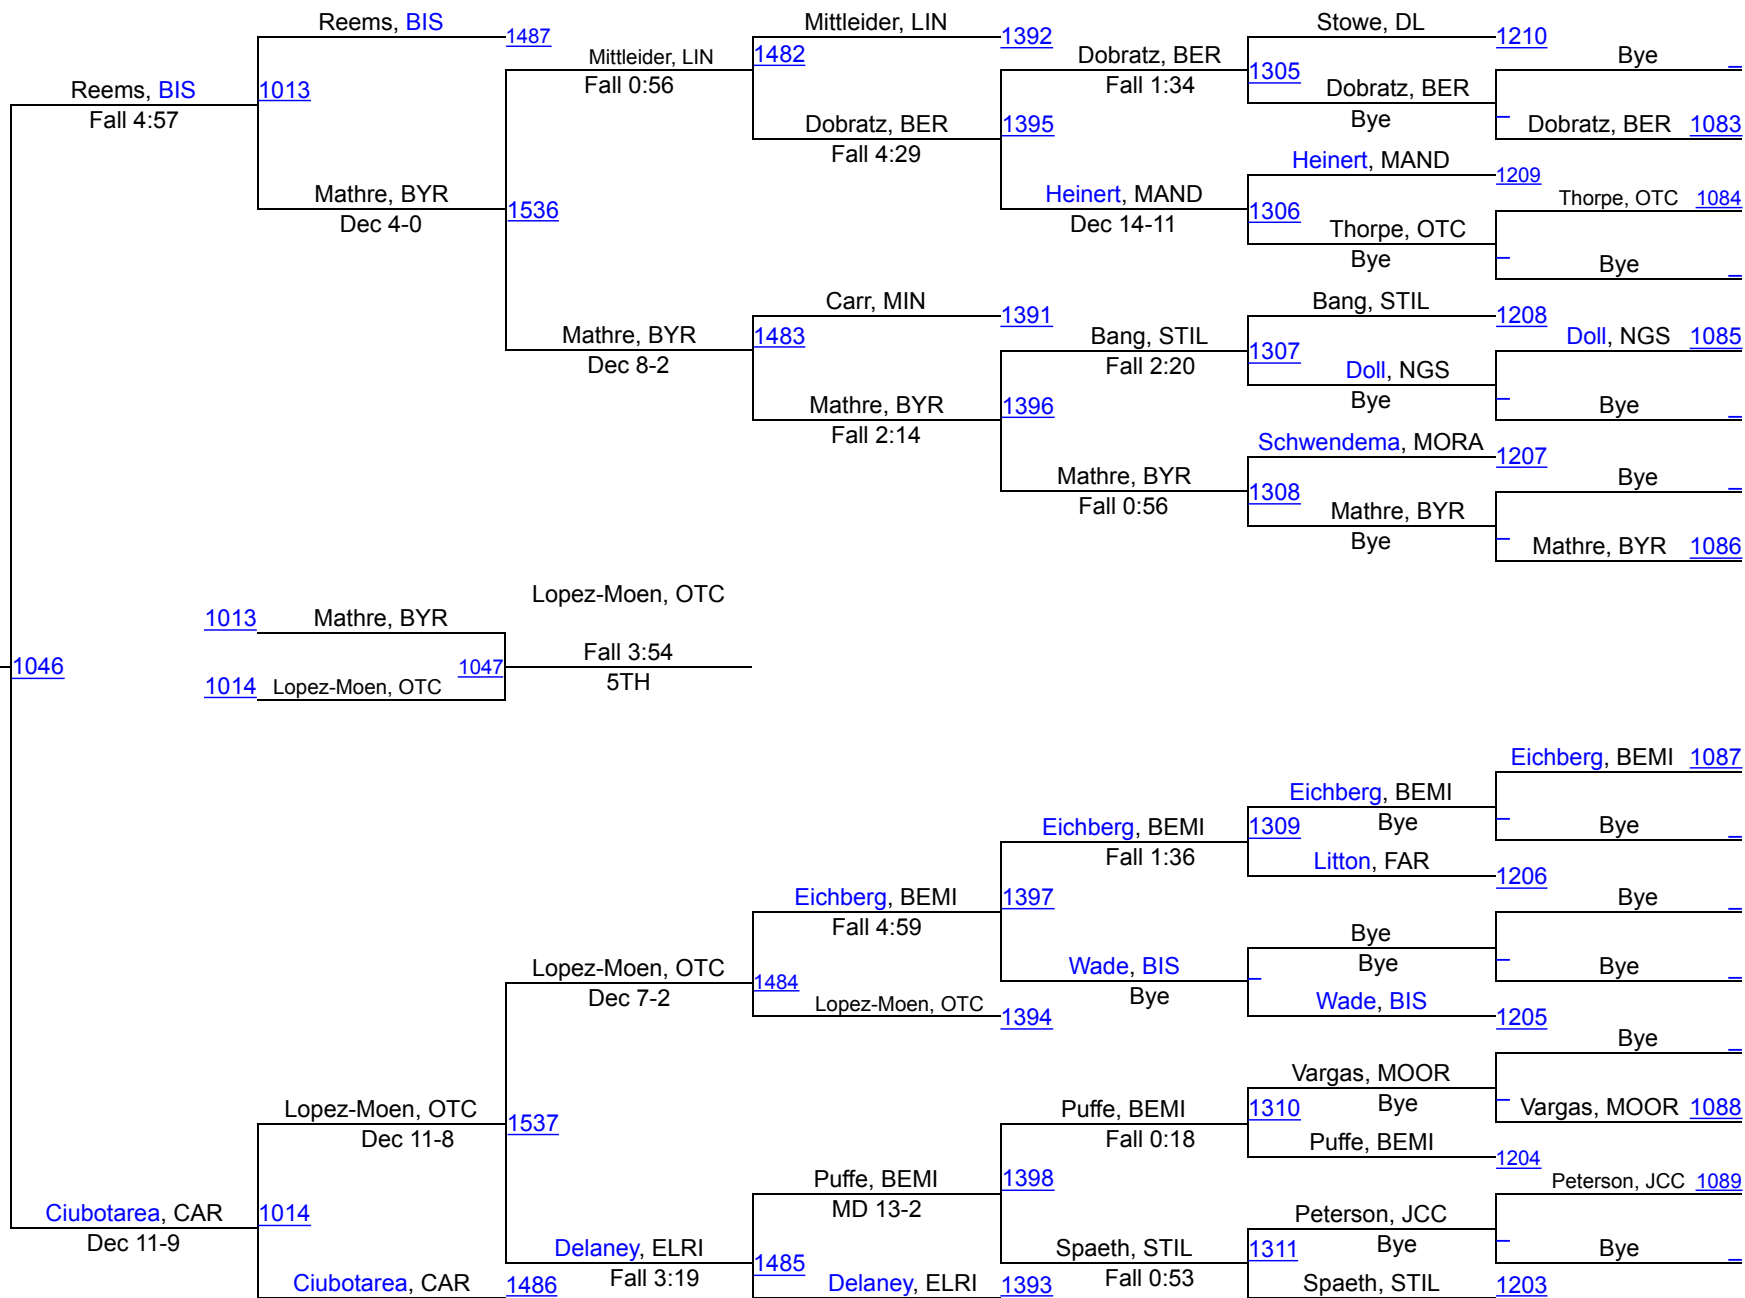 Reems, BIS
Mittleider, LIN
Stowe, DL
1487
1392
1210
Mittleider, LIN
1482
Dobratz, BER
Bye
Reems, BIS
1013
Fall 0:56
Fall 1:34
1305
Dobratz, BER
Fall 4:57
Dobratz, BER
1395
Bye
Dobratz, BER
1083
Fall 4:29
Heinert, MAND
1209
Mathre, BYR
Heinert, MAND
Thorpe, OTC
1084
Dec 4-0
1536
Dec 14-11
1306
Thorpe, OTC
Bye
Bye
Carr, MIN
1391
Bang, STIL
1208
Mathre, BYR
1483
Bang, STIL
Doll, NGS
1085
Dec 8-2
Fall 2:20
1307
Doll, NGS
Mathre, BYR
1396
Bye
Bye
Fall 2:14
Schwendema, MORA
1207
Mathre, BYR
Bye
Fall 0:56
1308
Mathre, BYR
Bye
Mathre, BYR
1086
Lopez-Moen, OTC
1013
Mathre, BYR
1046
1047
Fall 3:54
1014
Lopez-Moen, OTC
5TH
Eichberg, BEMI
1087
Eichberg, BEMI
Eichberg, BEMI
1309
Bye
Bye
Fall 1:36
Litton, FAR
1206
Eichberg, BEMI
1397
Bye
Fall 4:59
Bye
Lopez-Moen, OTC
Wade, BIS
Bye
Bye
Dec 7-2
1484
Bye
Wade, BIS
Lopez-Moen, OTC
1394
1205
Bye
Vargas, MOOR
Lopez-Moen, OTC
Puffe, BEMI
1310
Bye
Vargas, MOOR
1088
Dec 11-8
1537
Fall 0:18
Puffe, BEMI
1204
Puffe, BEMI
1398
Peterson, JCC
1089
Ciubotarea, CAR
1014
MD 13-2
Peterson, JCC
Dec 11-9
Delaney, ELRI
1485
Spaeth, STIL
1311
Bye
Bye
Ciubotarea, CAR
1486
Fall 3:19
Delaney, ELRI
1393
Fall 0:53
Spaeth, STIL
1203